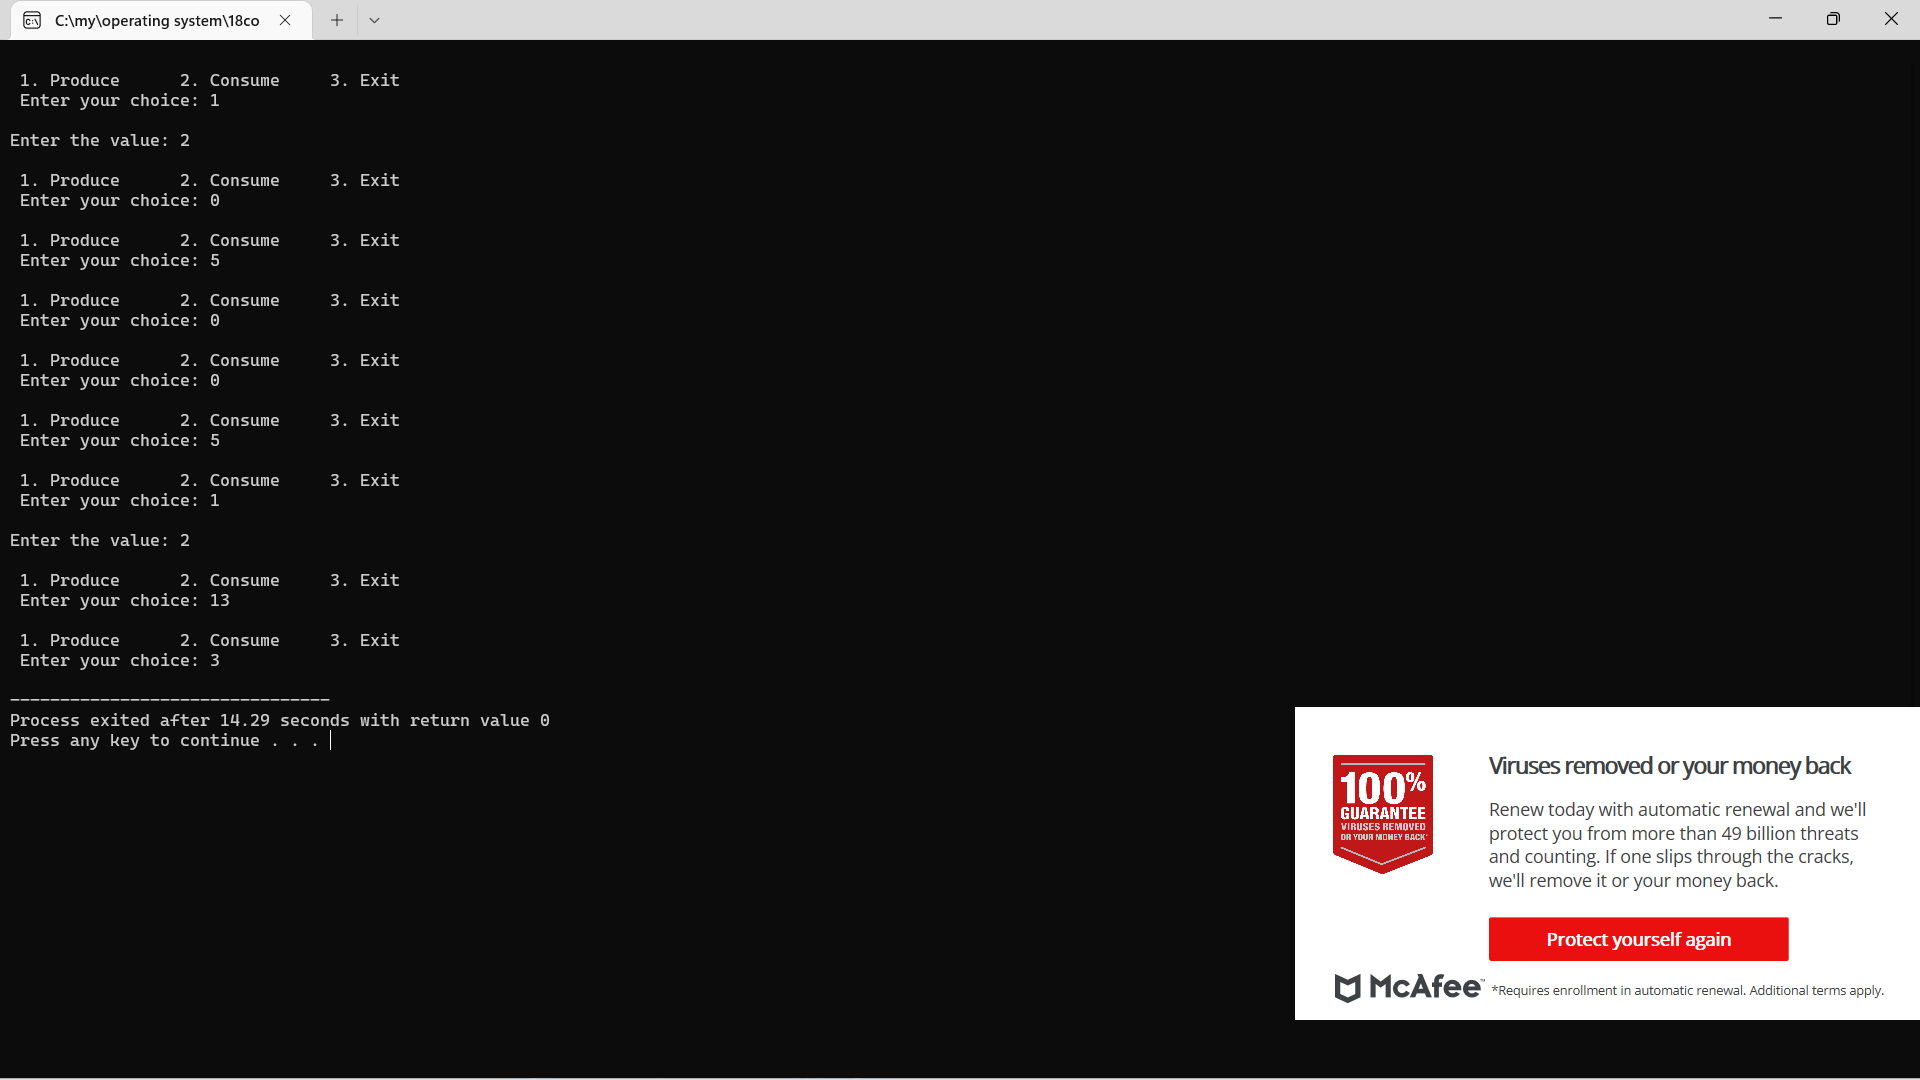 C:\my\operating system\18co
1. Produce 2. Consume 3. Exit
Enter your choice: 1
Enter the value: 2
1. Produce 2. Consume 3. Exit
Enter your choice: 0
1. Produce 2. Consume 3. Exit
Enter your choice: 5
1. Produce 2. Consume 3. Exit
Enter your choice: 0
1. Produce 2. Consume 3. Exit
Enter your choice: 0
1. Produce 2. Consume 3. Exit
Enter your choice: 5
1. Produce 2. Consume 3. Exit
Enter your choice: 1
Enter the value: 2
1. Produce 2. Consume 3. Exit
Enter your choice: 13
1. Produce 2. Consume 3. Exit
Enter your choice: 3
--------------------------------
Process exited after 14.29 seconds with return value 0
Press any key to continue . . .
100%
GUARANTEE
VIRUSES REMOVED
OR YOUR MONEY BACK*
Viruses removed or your money back
Renew today with automatic renewal and we'll
protect you from more than 49 billion threats
and counting. If one slips through the cracks,
we'll remove it or your money back.
Protect yourself again
McAfee™ *Requires enrollment in automatic renewal. Additional terms apply.